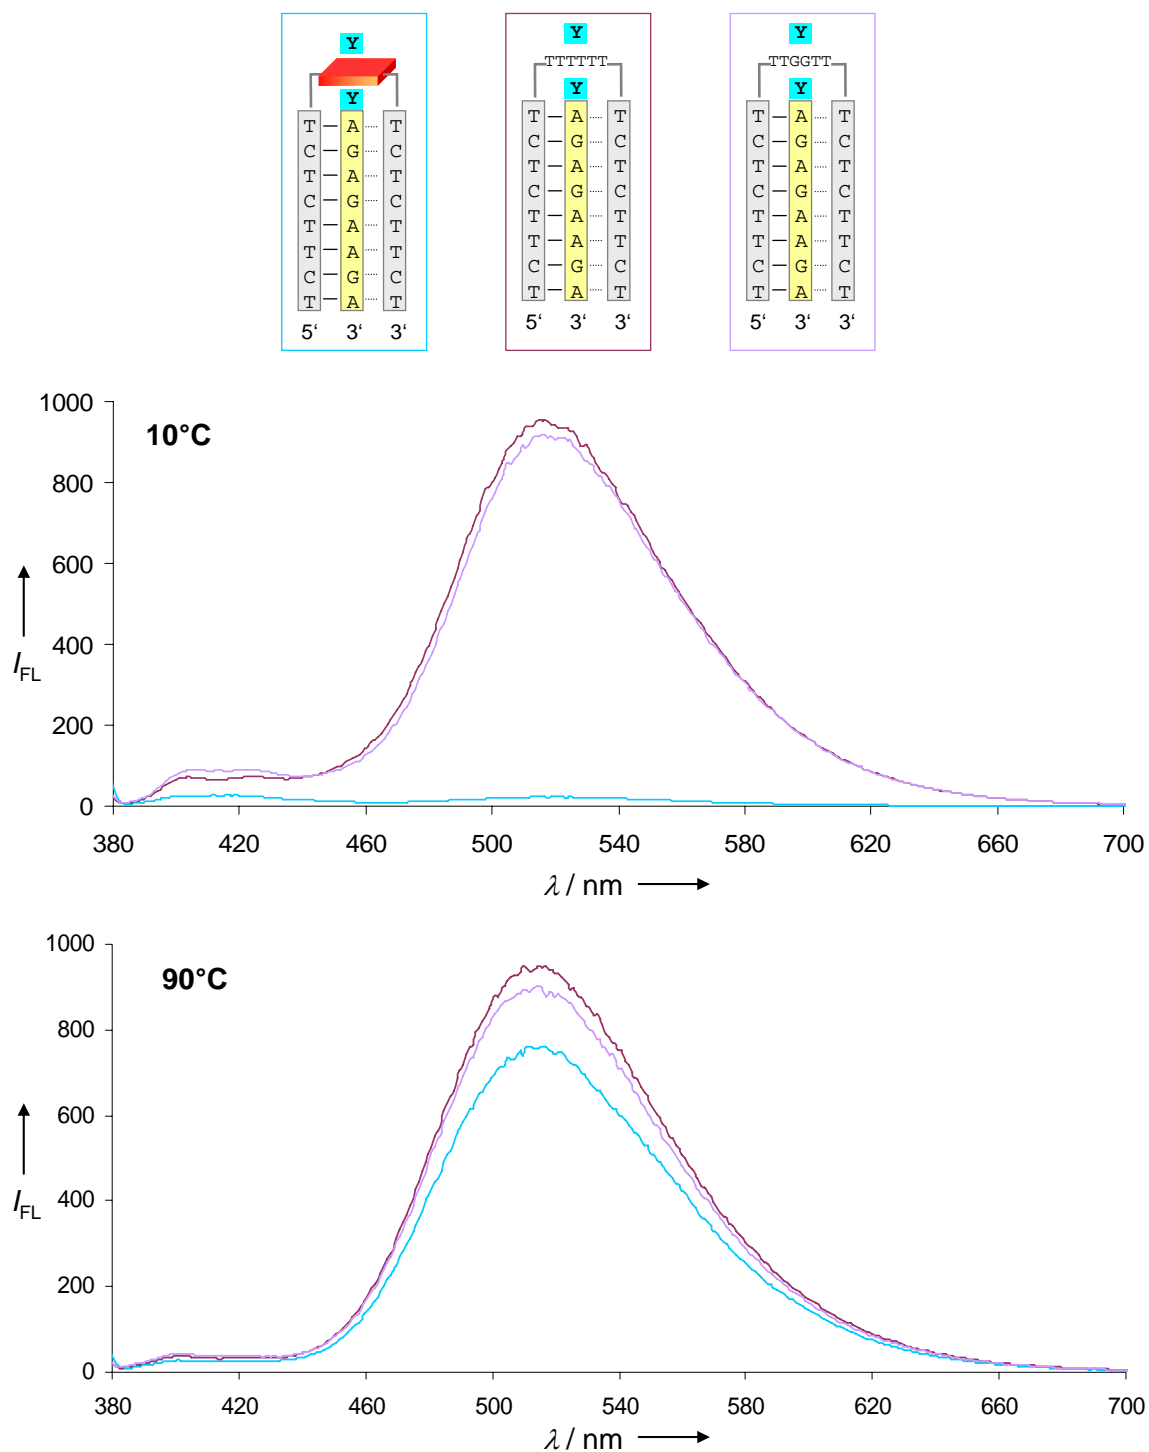 Y Y Y
TTTTTT TTGGTT
Y Y Y
T A T T A T T A T
C G C C G C C G C
T A T T A T T A T
C G C C G C C G C
T A T T A T T A T
T A T T A T T A T
C G C C G C C G C
T A T T A T T A T
5‘ 3‘ 3‘ 5‘ 3‘ 3‘ 5‘ 3‘ 3‘
1000
10°C
800
600
400
I_FL
200
0
380 420 460 500 540 580 620 660 700
λ / nm
1000
90°C
800
600
400
I_FL
200
0
380 420 460 500 540 580 620 660 700
λ / nm